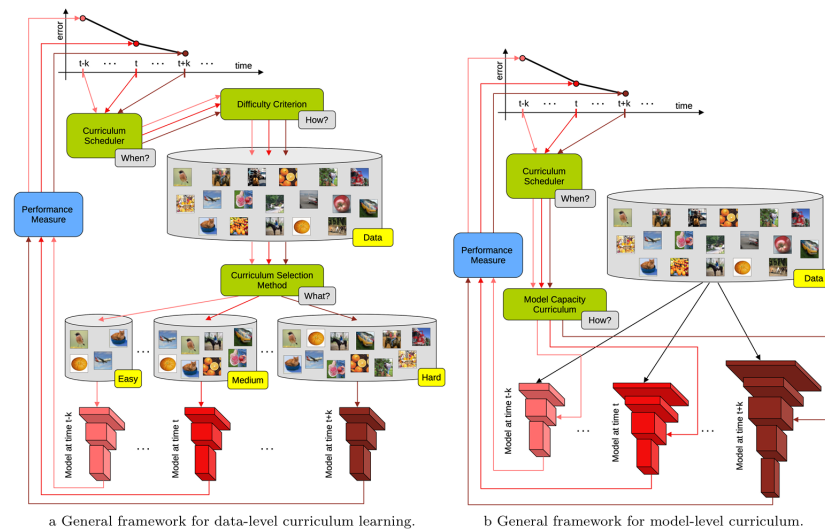 error
t-k ... t ... t+k ...
time
Difficulty Criterion
How?
Curriculum
Scheduler
When?
Performance
Measure
Data
Curriculum Selection
Method
What?
Easy
...
Medium
...
Hard
Model at time t-k
...
Model at time t
...
Model at time t+k
a General framework for data-level curriculum learning.
error
t-k ... t ... t+k ...
time
Curriculum
Scheduler
When?
Performance
Measure
Data
Model Capacity
Curriculum
How?
Model at time t-k
...
Model at time t
...
Model at time t+k
b General framework for model-level curriculum.